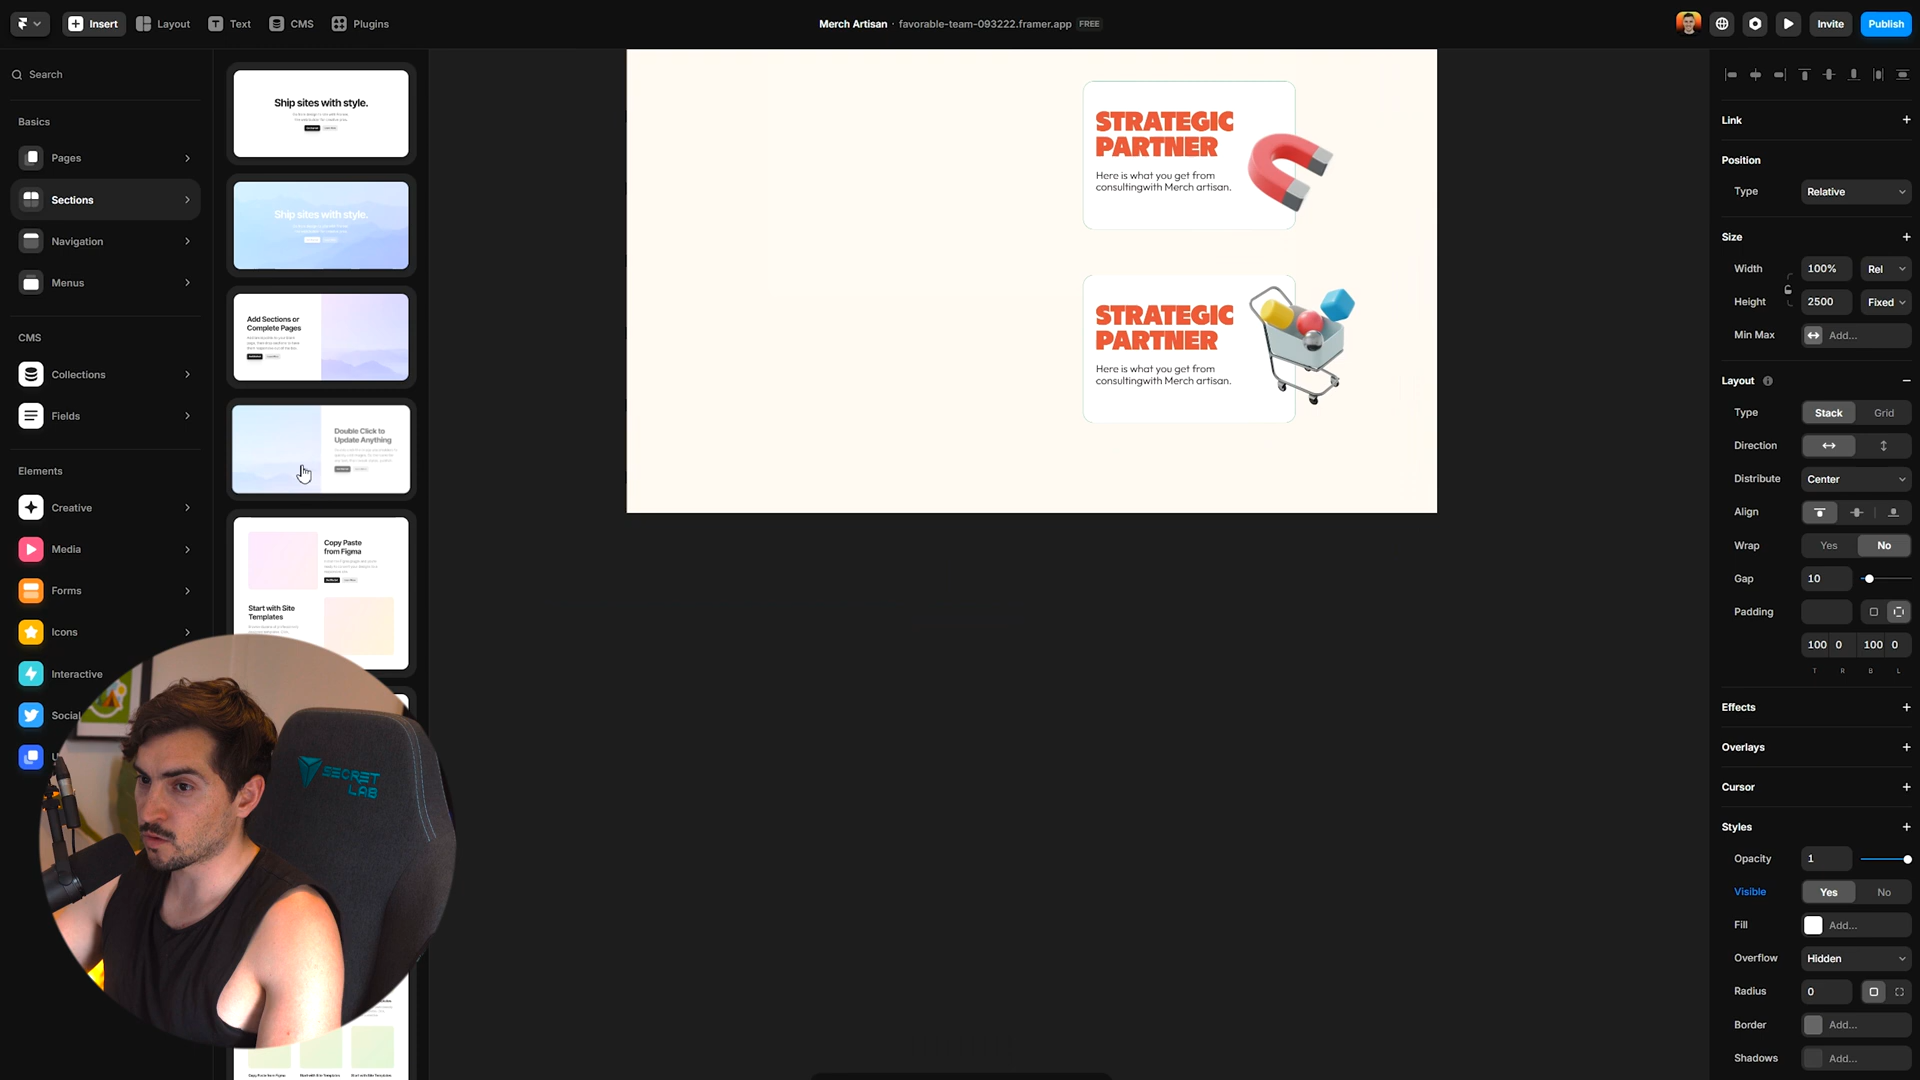 Insert
Layout
Text
CMS
Plugins
Merch Artisan · favorable-team-093222.framer.app FREE
Invite
Publish
Search
Basics
Pages
Sections
Navigation
Menus
CMS
Collections
Fields
Elements
Creative
Media
Forms
Icons
Interactive
Social
Ship sites with style.
Ship sites with style.
Add Sections or
Complete Pages
Double Click to
Update Anything
Copy Paste
from Figma
Start with Site
Templates
SECRET
LAB
STRATEGIC
PARTNER
Here is what you get from
consultingwith Merch artisan.
STRATEGIC
PARTNER
Here is what you get from
consultingwith Merch artisan.
Link
Position
Type Relative
Size
Width 100% Rel
Height 2500 Fixed
Min Max Add...
Layout
Type Stack Grid
Direction
Distribute Center
Align
Wrap Yes No
Gap 10
Padding
100 0 100 0
T R B L
Effects
Overlays
Cursor
Styles
Opacity 1
Visible Yes No
Fill Add...
Overflow Hidden
Radius 0
Border Add...
Shadows Add...